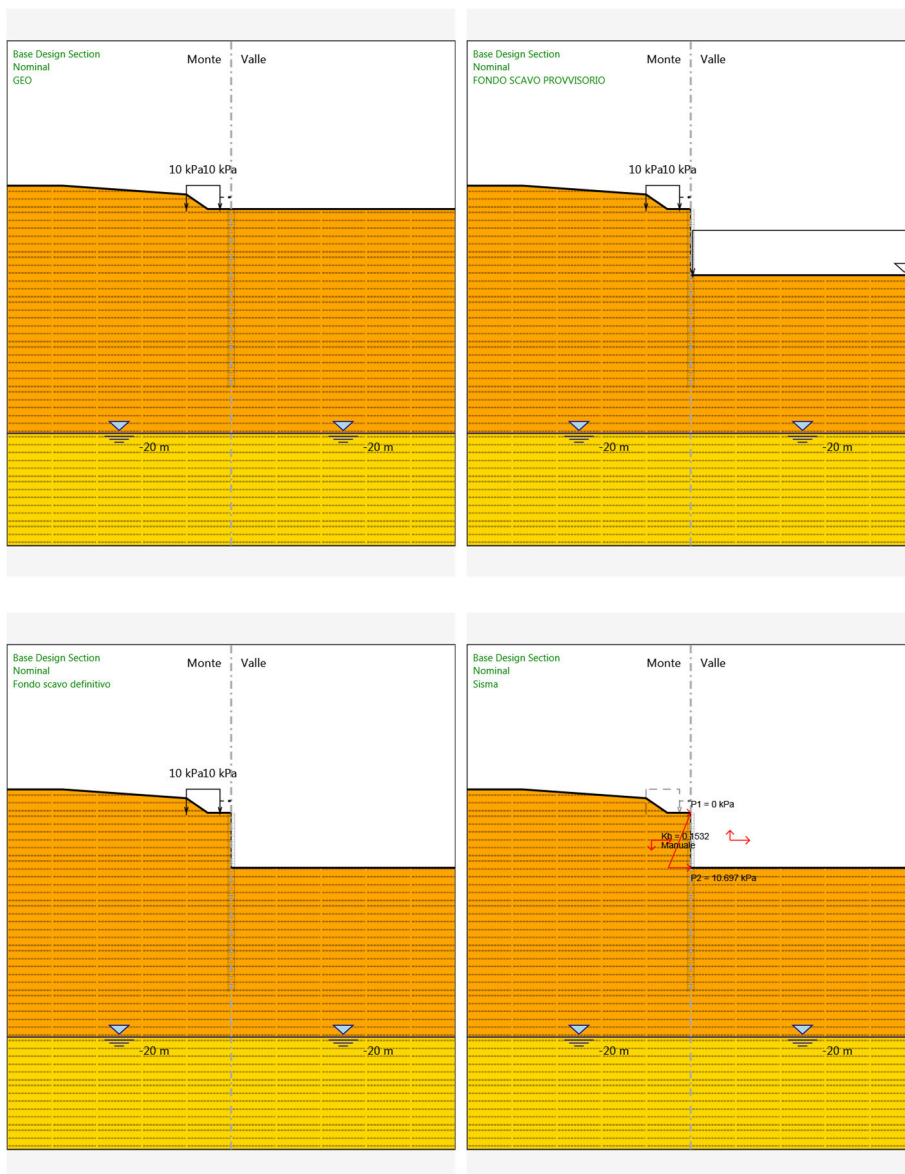 Base Design Section
Nominal
GEO
Monte Valle
10 kPa10 kPa
-20 m -20 m
Base Design Section
Nominal
FONDO SCAVO PROVVISORIO
Monte Valle
10 kPa10 kPa
-20 m -20 m
Base Design Section
Nominal
Fondo scavo definitivo
Monte Valle
10 kPa10 kPa
-20 m -20 m
Base Design Section
Nominal
Sisma
Monte Valle
P1 = 0 kPa
Kh = 0.1532
Manuale
P2 = 10.697 kPa
-20 m -20 m